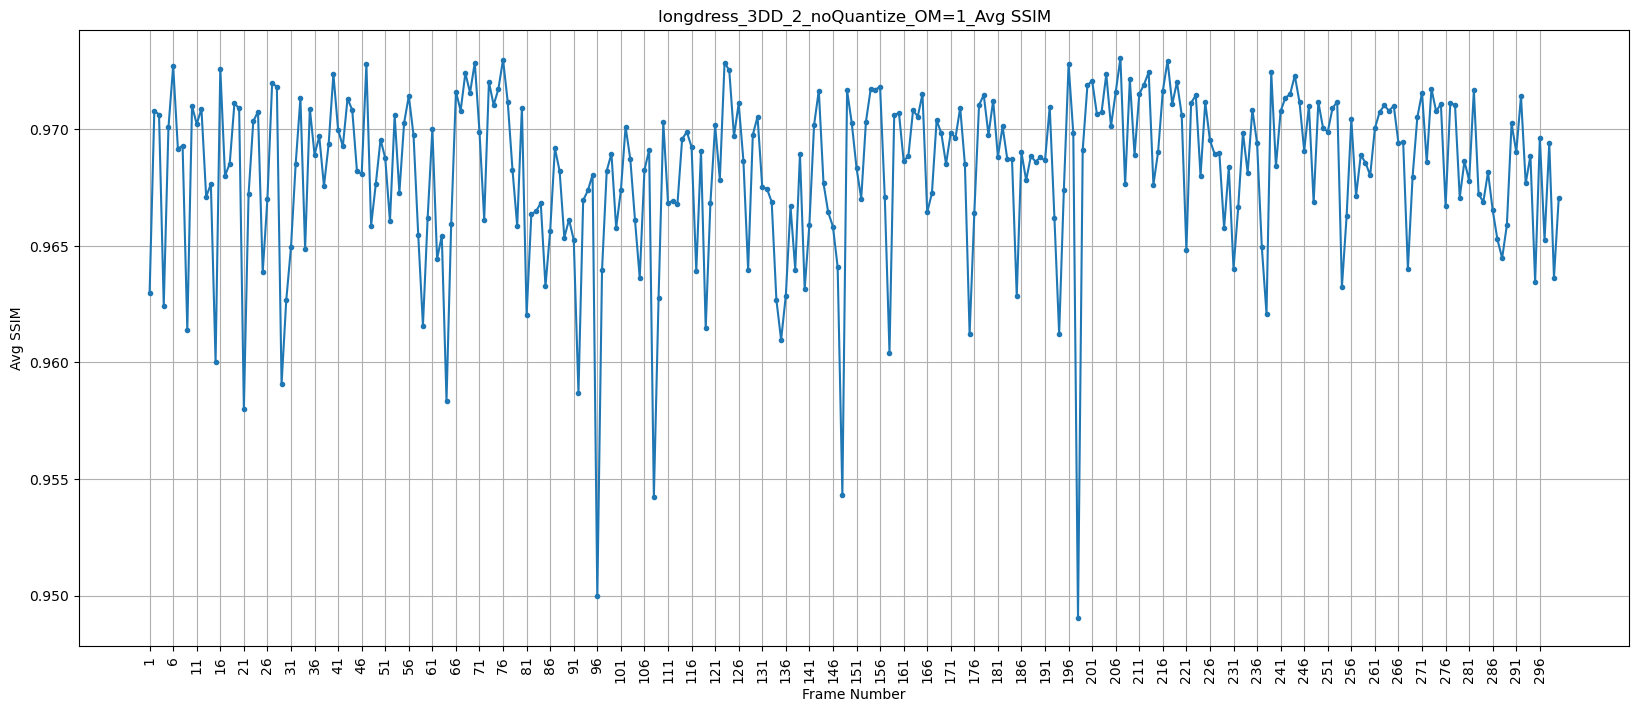 longdress_3DD_2_noQuantize_OM=1_Avg SSIM
Avg SSIM
0.970
0.965
0.960
0.955
0.950
1 6 11 16 21 26 31 36 41 46 51 56 61 66 71 76 81 86 91 96 101 106 111 116 121 126 131 136 141 146 151 156 161 166 171 176 181 186 191 196 201 206 211 216 221 226 231 236 241 246 251 256 261 266 271 276 281 286 291 296
Frame Number